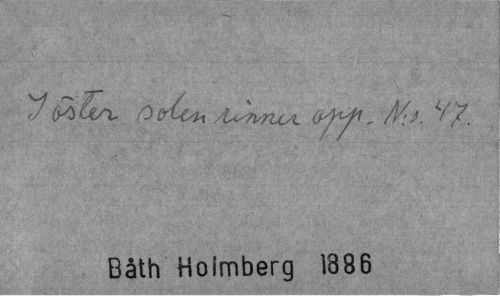 I öster solen rinner opp. N:o. 47.
Båth Holmberg 1886